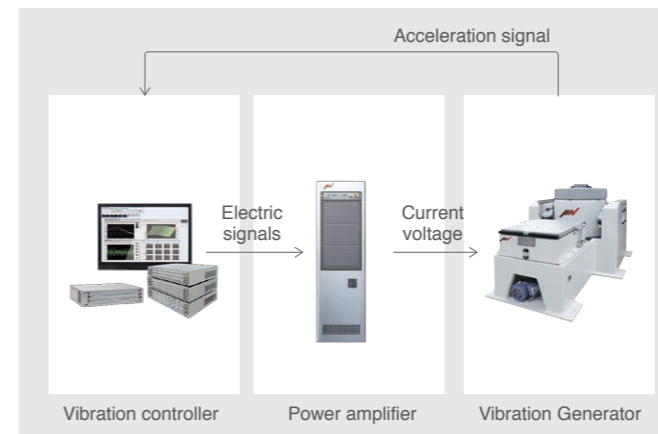 Acceleration signal
Electric
signals
Current
voltage
Vibration controller
Power amplifier
Vibration Generator